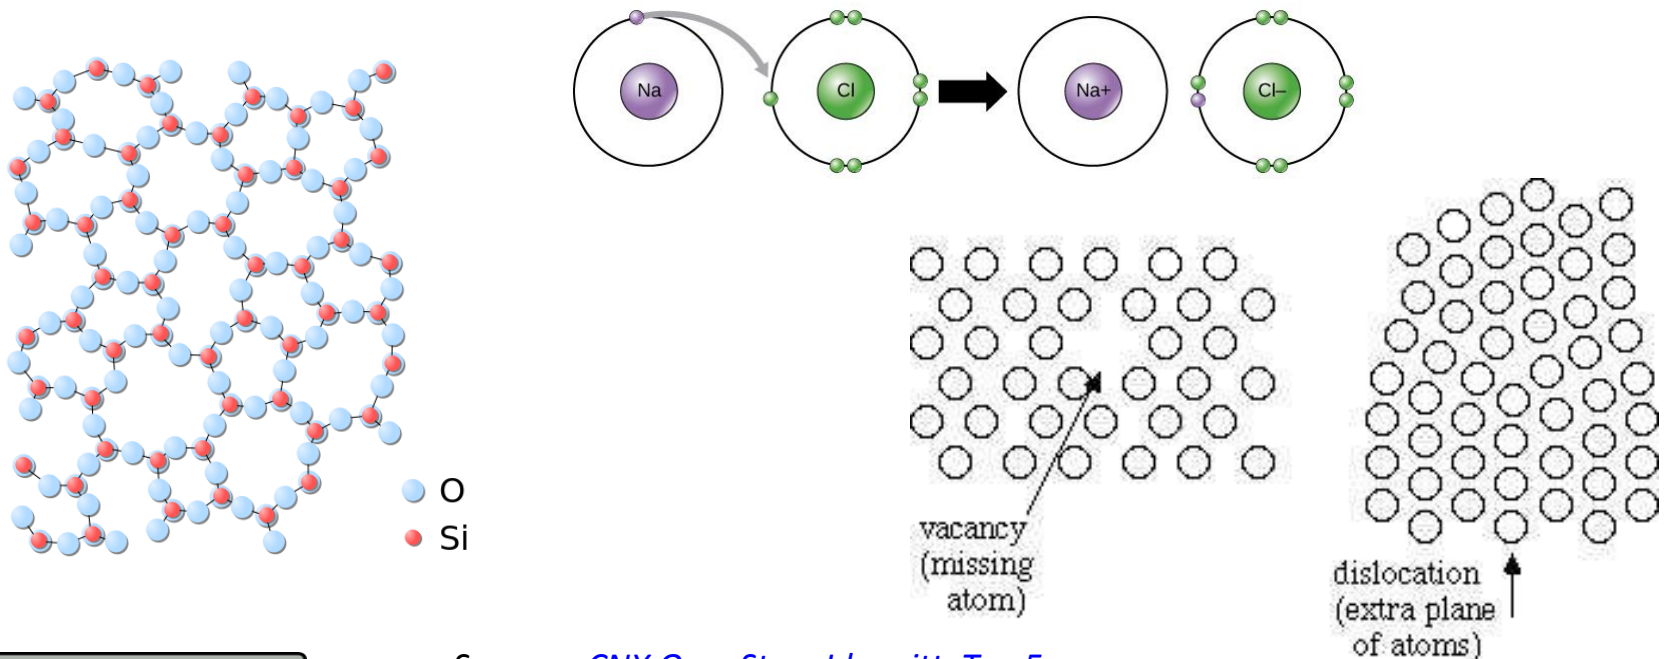 Na
Cl
Na+
Cl–
O
Si
vacancy
(missing
atom)
dislocation
(extra plane
of atoms)